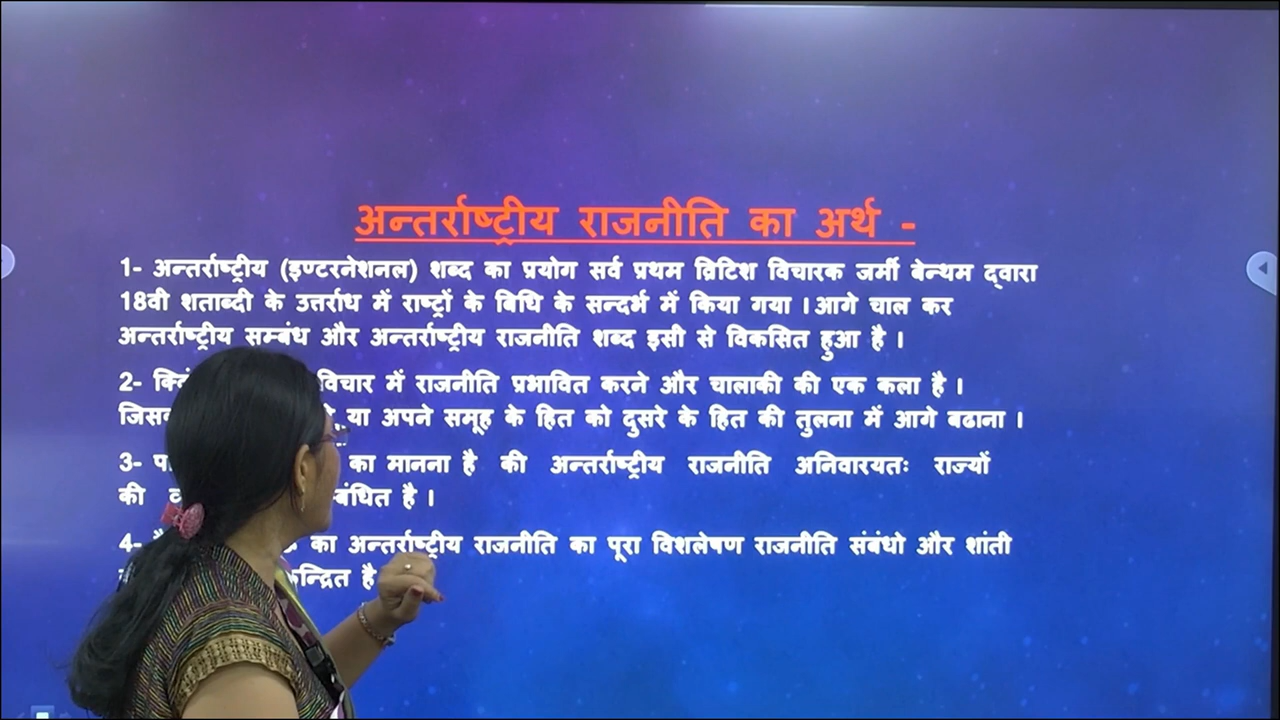 अन्तर्राष्ट्रीय राजनीति का अर्थ -
1- अन्तर्राष्ट्रीय (इण्टरनेशनल) शब्द का प्रयोग सर्व प्रथम व्रिटिश विचारक जर्मी बेन्थम द्वारा
18वी शताब्दी के उत्तर्राध में राष्ट्रों के बिधि के सन्दर्भ में किया गया । आगे चाल कर
अन्तर्राष्ट्रीय सम्बंध और अन्तर्राष्ट्रीय राजनीति शब्द इसी से विकसित हुआ है ।
2- विचार में राजनीति प्रभावित करने और चालाकी की एक कला है ।
या अपने समूह के हित को दुसरे के हित की तुलना में आगे बढाना ।
3- का मानना है की अन्तर्राष्ट्रीय राजनीति अनिवारयतः राज्यों
की है ।
4- का अन्तर्राष्ट्रीय राजनीति का पूरा विशलेषण राजनीति संबंधो और शांती
है